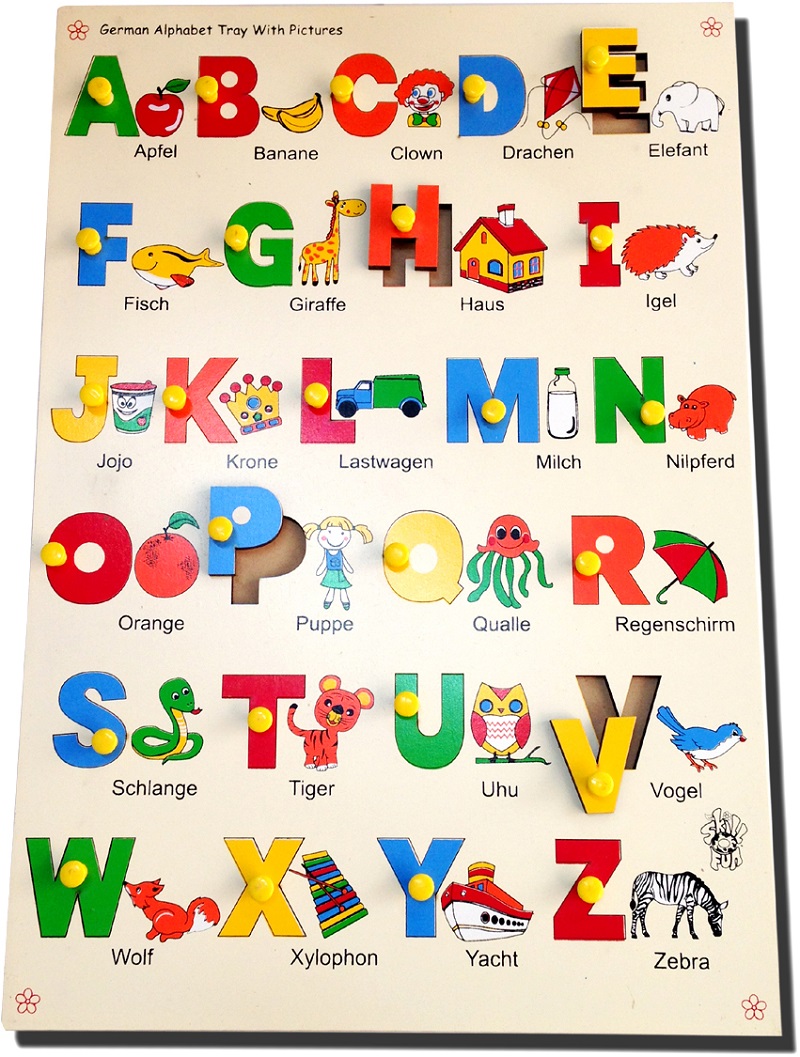 German Alphabet Tray With Pictures
A B C D E
Apfel Banane Clown Drachen Elefant
F G H I
Fisch Giraffe Haus Igel
J K L M N
Jojo Krone Lastwagen Milch Nilpferd
O P Q R
Orange Puppe Qualle Regenschirm
S T U V
Schlange Tiger Uhu Vogel
W X Y Z
Wolf Xylophon Yacht Zebra